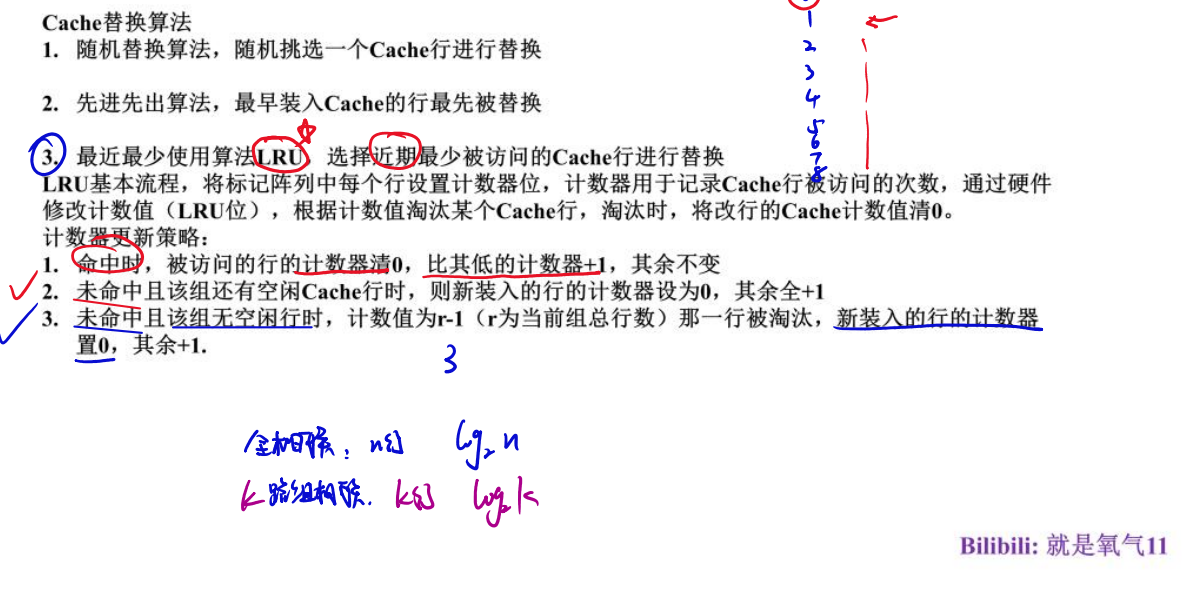 Cache替换算法
1. 随机替换算法，随机挑选一个Cache行进行替换
2. 先进先出算法，最早装入Cache的行最先被替换
3. 最近最少使用算法LRU 选择近期最少被访问的Cache行进行替换
LRU基本流程，将标记阵列中每个行设置计数器位，计数器用于记录Cache行被访问的次数，通过硬件
修改计数值（LRU位），根据计数值淘汰某个Cache行，淘汰时，将改行的Cache计数值清0。
计数器更新策略：
1. 命中时，被访问的行的计数器清0，比其低的计数器+1，其余不变
2. 未命中且该组还有空闲Cache行时，则新装入的行的计数器设为0，其余全+1
3. 未命中且该组无空闲行时，计数值为r-1（r为当前组总行数）那一行被淘汰，新装入的行的计数器
置0，其余+1.
1
2
3
4
5
6
7
8
3
全相联： n行 log₂n
k路组相联. k行 log₂k
Bilibili: 就是氧气11